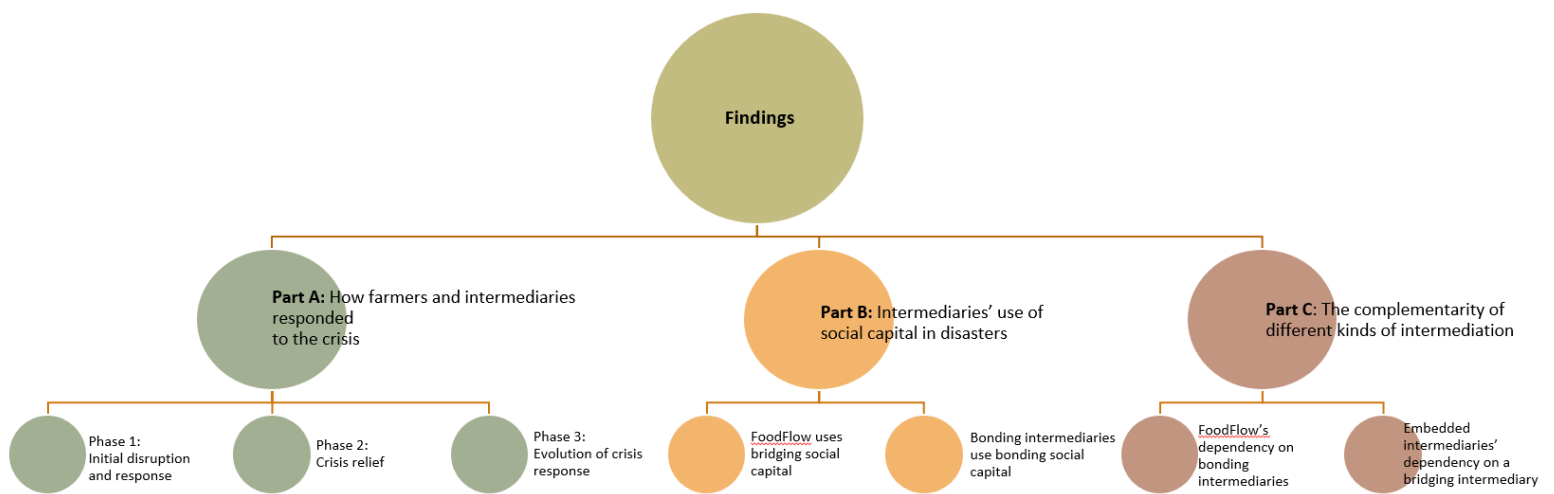 Findings
Part A: How farmers and intermediaries
responded
to the crisis
Part B: Intermediaries’ use of
social capital in disasters
Part C: The complementarity of
different kinds of intermediation
Phase 1:
Initial disruption
and response
Phase 2:
Crisis relief
Phase 3:
Evolution of crisis
response
FoodFlow uses
bridging social
capital
Bonding intermediaries
use bonding social
capital
FoodFlow’s
dependency on
bonding
intermediaries
Embedded
intermediaries’
dependency on a
bridging intermediary